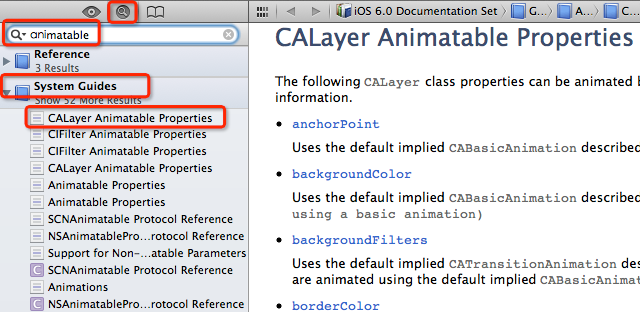 iOS 6.0 Documentation Set
G...
A...
C...
animatable
Reference
3 Results
System Guides
Show 52 More Results
CALayer Animatable Properties
CIFilter Animatable Properties
CIFilter Animatable Properties
CALayer Animatable Properties
Animatable Properties
Animatable Properties
SCNAnimatable Protocol Reference
NSAnimatablePro...rotocol Reference
Support for Non-...atable Parameters
C SCNAnimatable Protocol Reference
Animations
C NSAnimatablePro...rotocol Reference
CALayer Animatable Properties
The following CALayer class properties can be animated b
information.
• anchorPoint
Uses the default implied CABasicAnimation described
• backgroundColor
Uses the default implied CABasicAnimation described
using a basic animation)
• backgroundFilters
Uses the default implied CATransitionAnimation des
are animated using the default implied CABasicAnimat
• borderColor